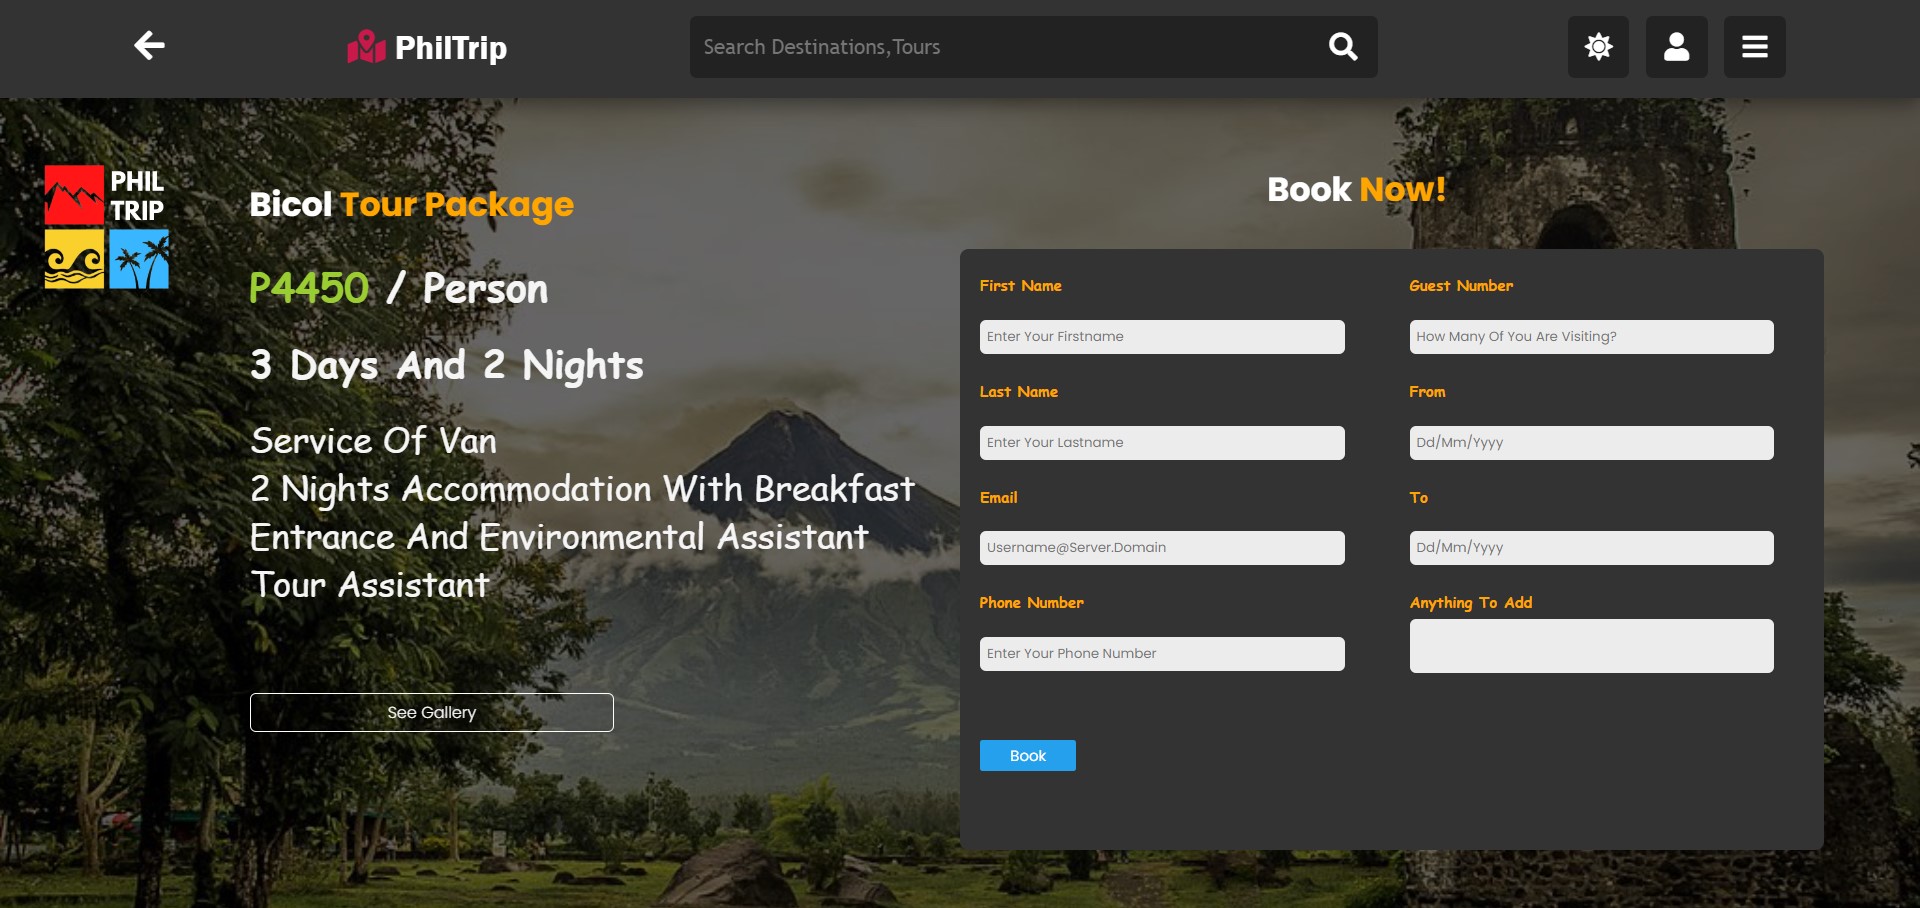 PhilTrip
Search Destinations,Tours
PHIL
TRIP
Bicol Tour Package
P4450 / Person
3 Days And 2 Nights
Service Of Van
2 Nights Accommodation With Breakfast
Entrance And Environmental Assistant
Tour Assistant
See Gallery
Book Now!
First Name
Enter Your Firstname
Last Name
Enter Your Lastname
Email
Username@Server.Domain
Phone Number
Enter Your Phone Number
Guest Number
How Many Of You Are Visiting?
From
Dd/Mm/Yyyy
To
Dd/Mm/Yyyy
Anything To Add
Book